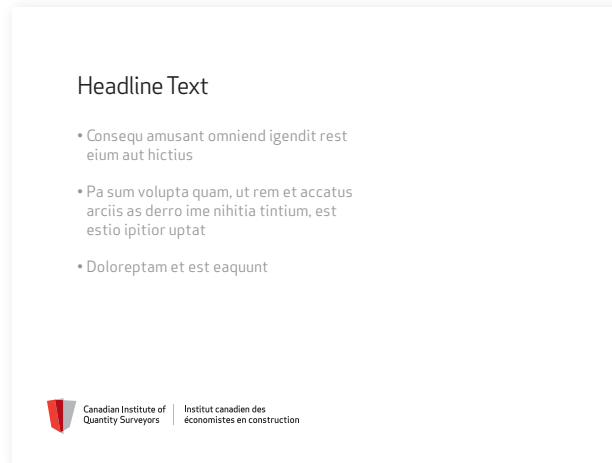 Headline Text
• Consequ amusant omniend igendit rest
eium aut hictius
• Pa sum volupta quam, ut rem et accatus
arciis as derro ime nihitia tintium, est
estio ipitior uptat
• Doloreptam et est eaquunt
Canadian Institute of
Quantity Surveyors
Institut canadien des
économistes en construction